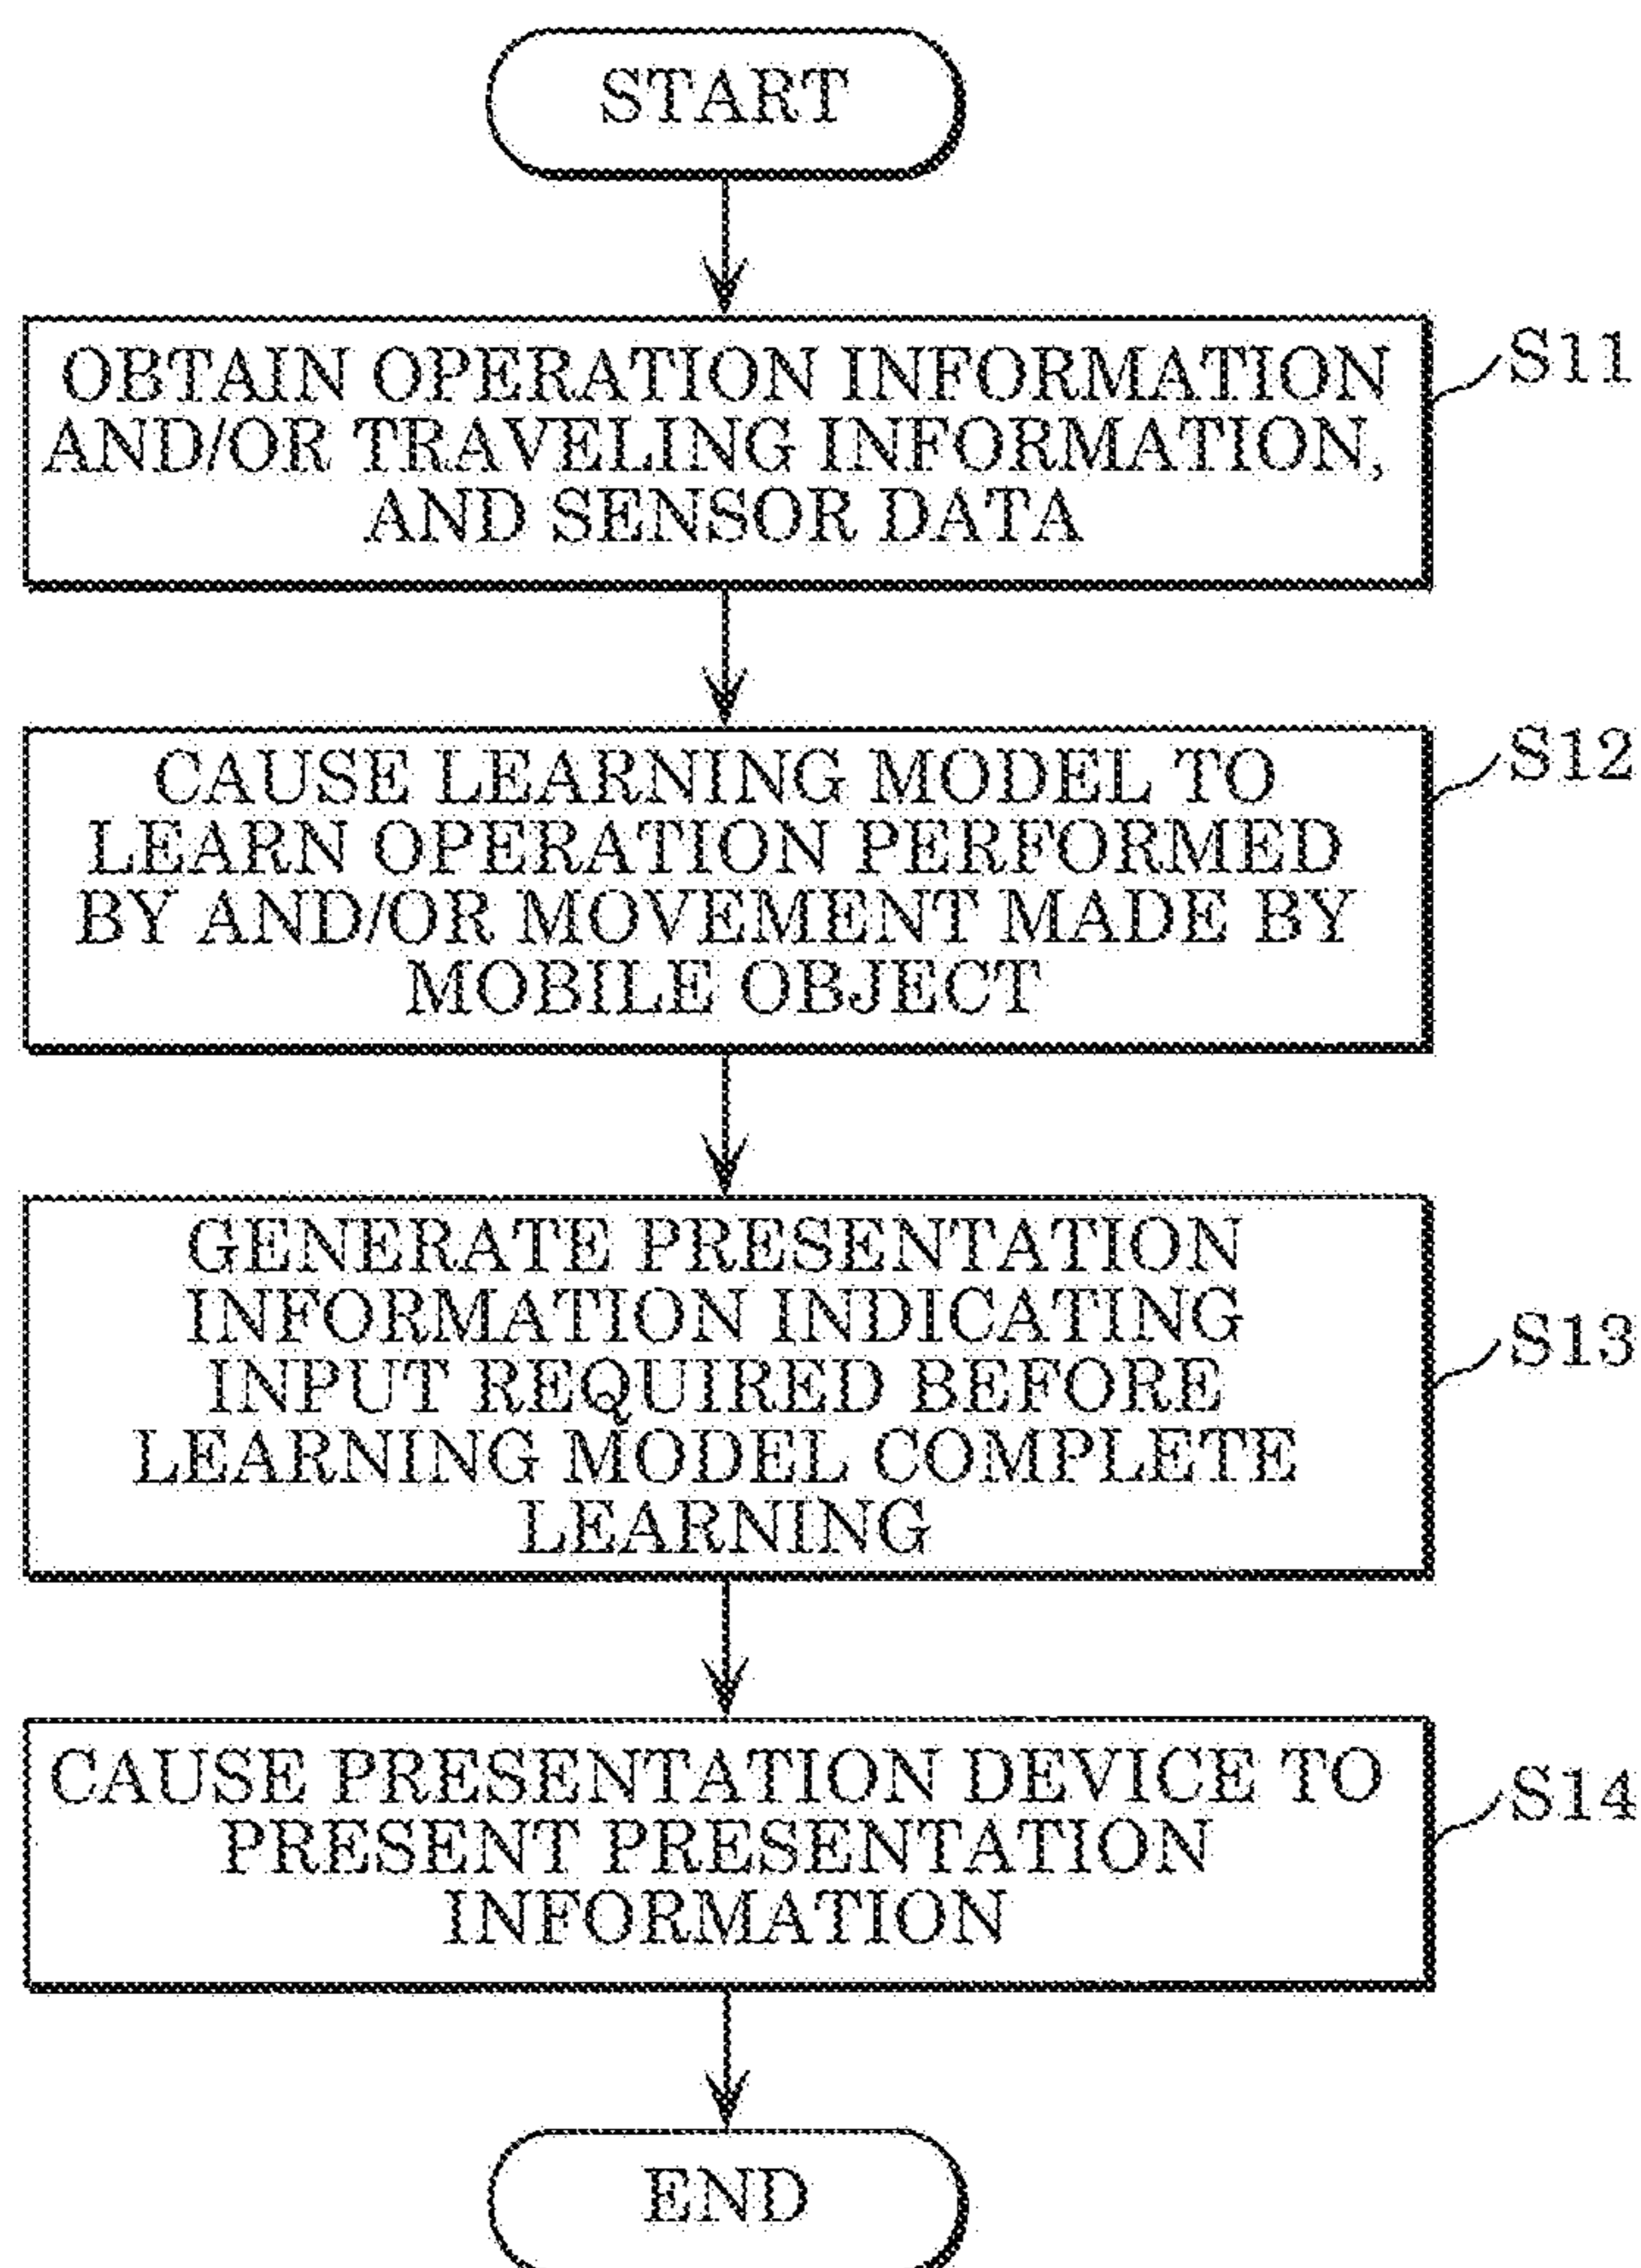 START
OBTAIN OPERATION INFORMATION
AND/OR TRAVELING INFORMATION,
AND SENSOR DATA
S11
CAUSE LEARNING MODEL TO
LEARN OPERATION PERFORMED
BY AND/OR MOVEMENT MADE BY
MOBILE OBJECT
S12
GENERATE PRESENTATION
INFORMATION INDICATING
INPUT REQUIRED BEFORE
LEARNING MODEL COMPLETE
LEARNING
S13
CAUSE PRESENTATION DEVICE TO
PRESENT PRESENTATION
INFORMATION
S14
END